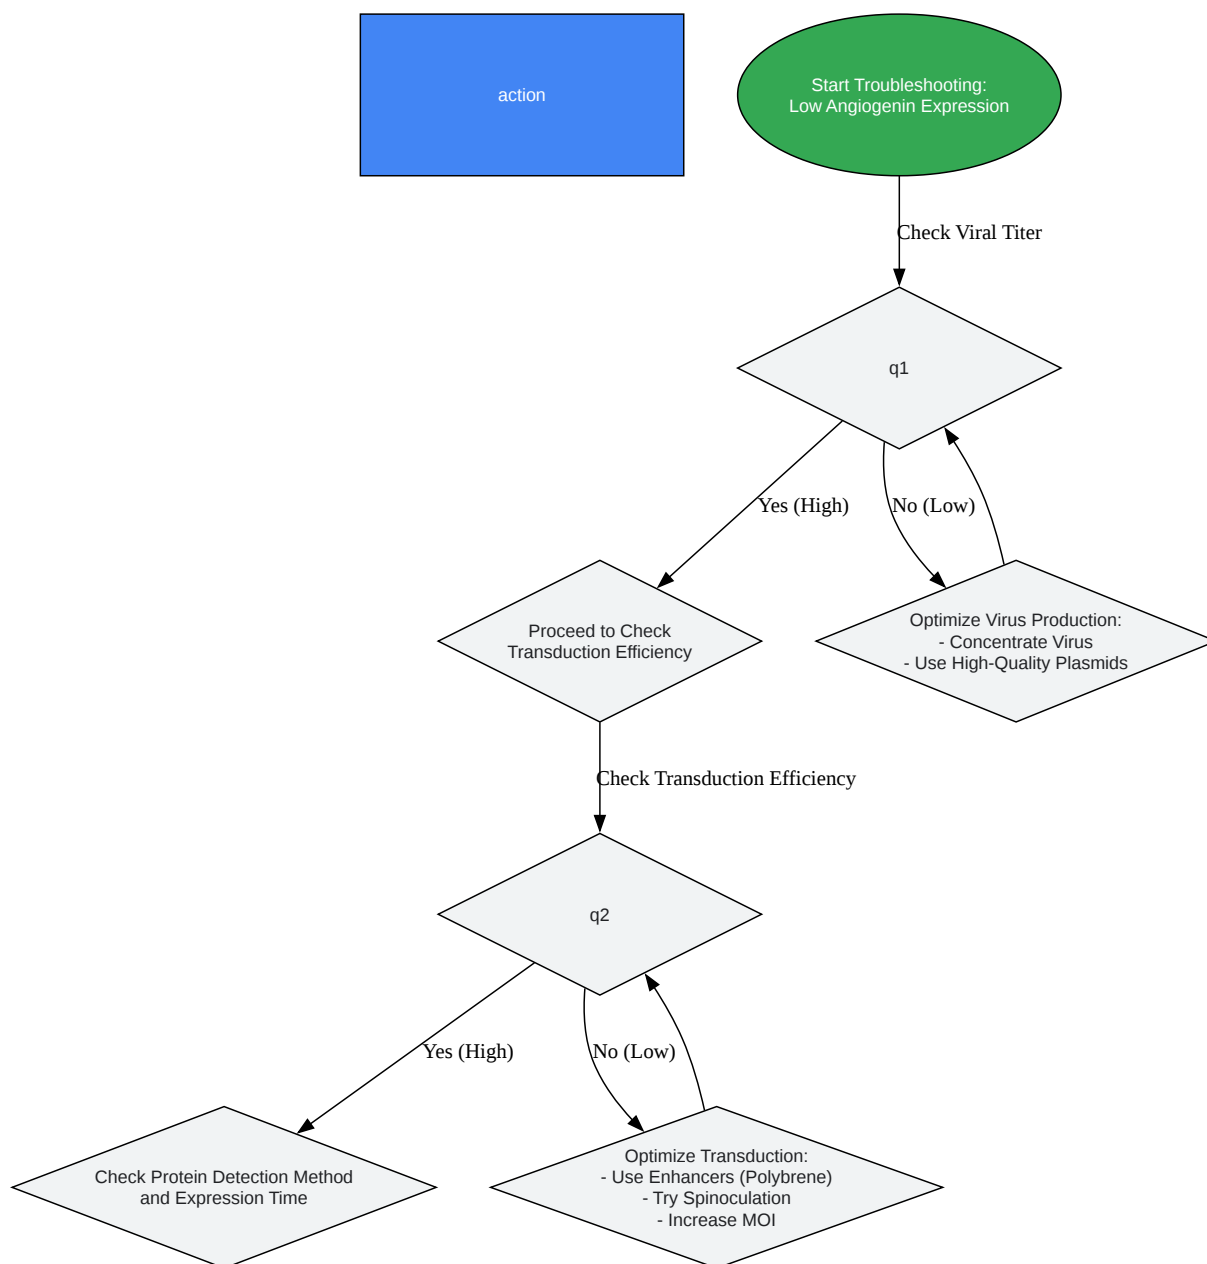 action
Start Troubleshooting:
Low Angiogenin Expression
Check Viral Titer
q1
Yes (High)
No (Low)
Proceed to Check
Transduction Efficiency
Optimize Virus Production:
- Concentrate Virus
- Use High-Quality Plasmids
Check Transduction Efficiency
q2
Yes (High)
No (Low)
Check Protein Detection Method
and Expression Time
Optimize Transduction:
- Use Enhancers (Polybrene)
- Try Spinoculation
- Increase MOI